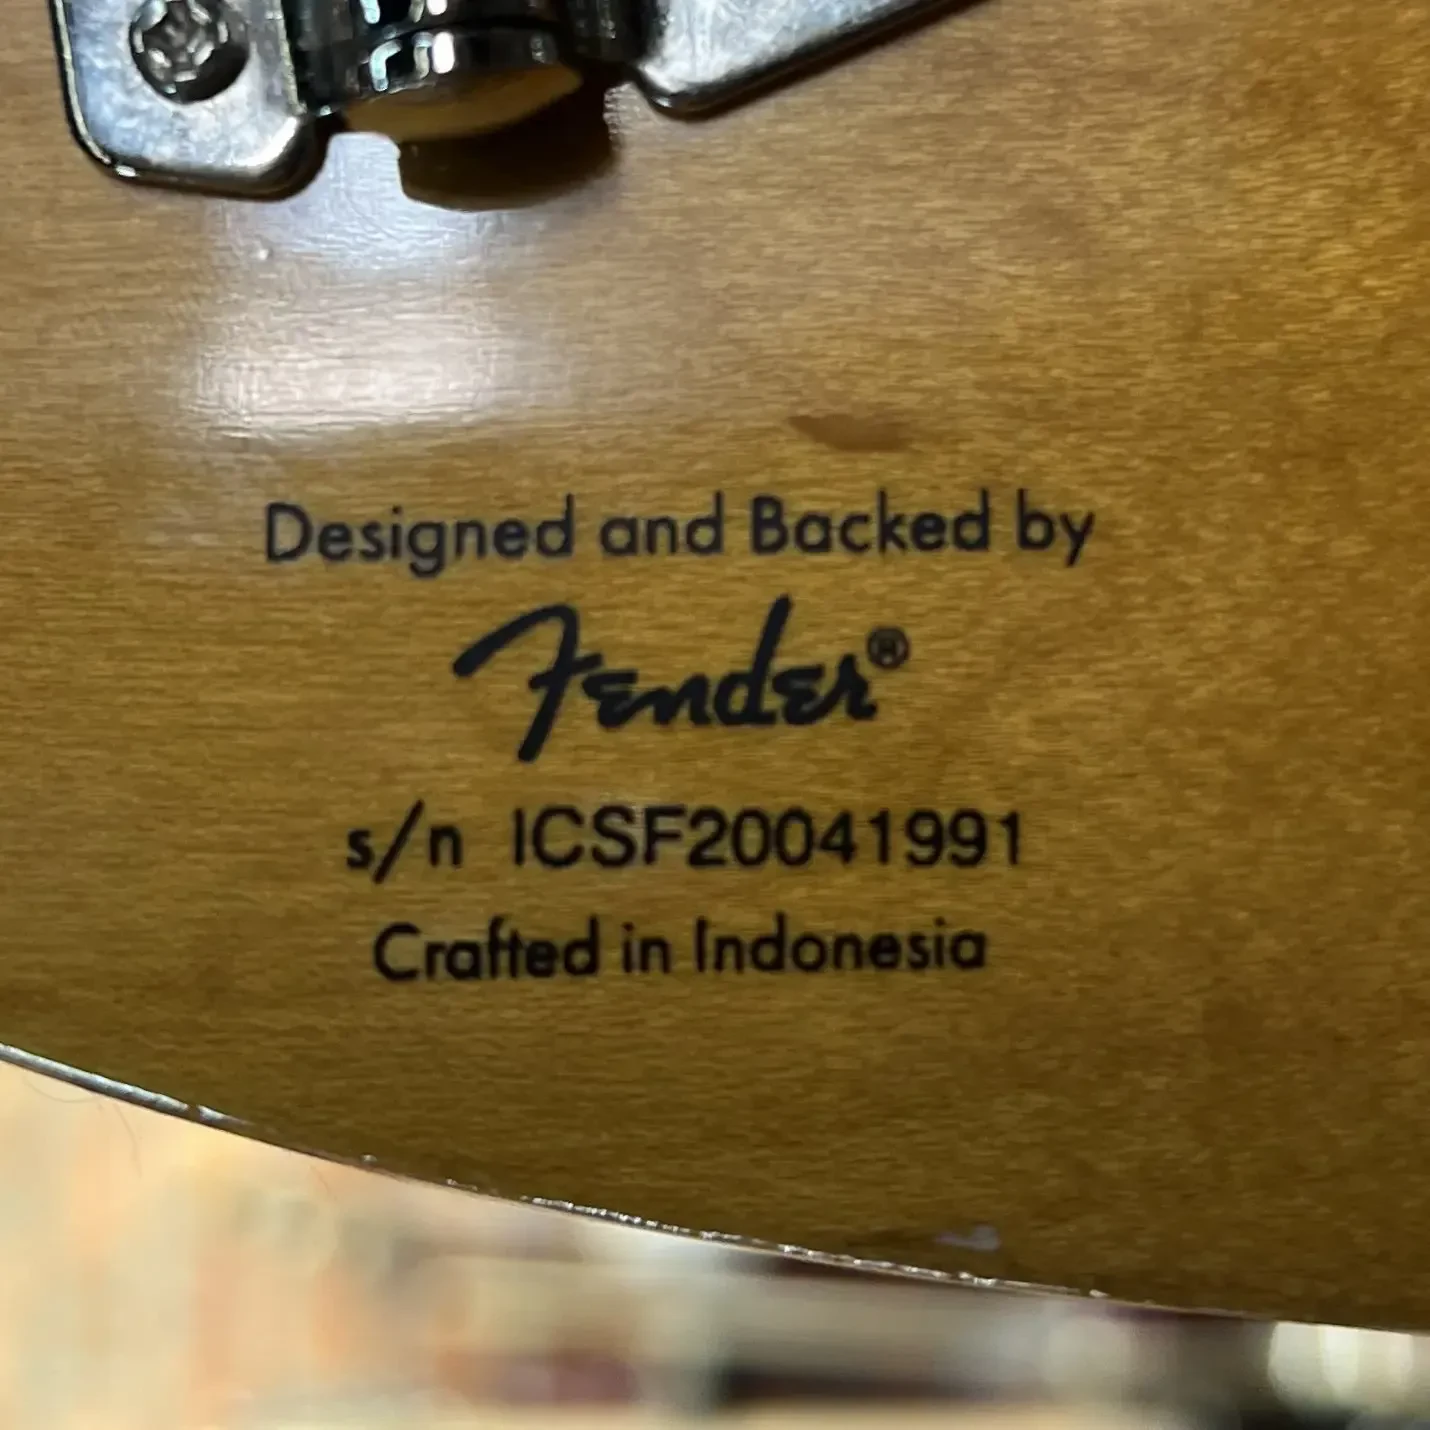 Designed and Backed by
Fender®
s/n ICSF20041991
Crafted in Indonesia